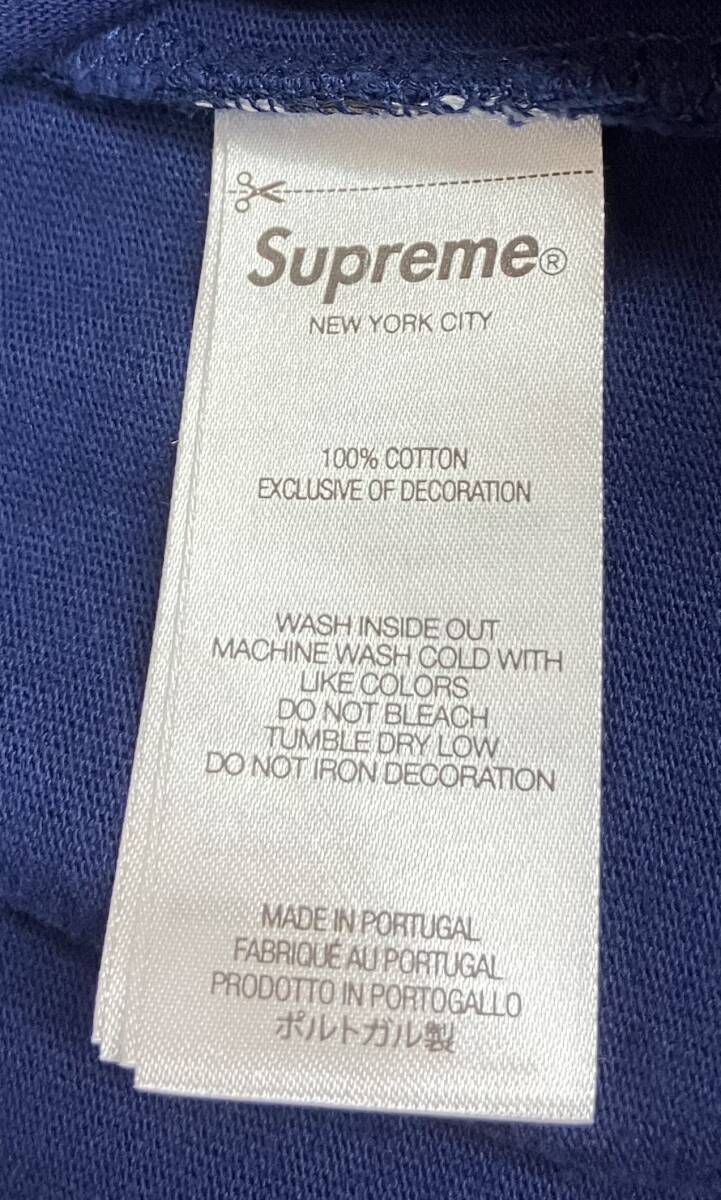 Supreme®
NEW YORK CITY
100% COTTON
EXCLUSIVE OF DECORATION
WASH INSIDE OUT
MACHINE WASH COLD WITH
LIKE COLORS
DO NOT BLEACH
TUMBLE DRY LOW
DO NOT IRON DECORATION
MADE IN PORTUGAL
FABRIQUÉ AU PORTUGAL
PRODOTTO IN PORTOGALLO
ポルトガル製